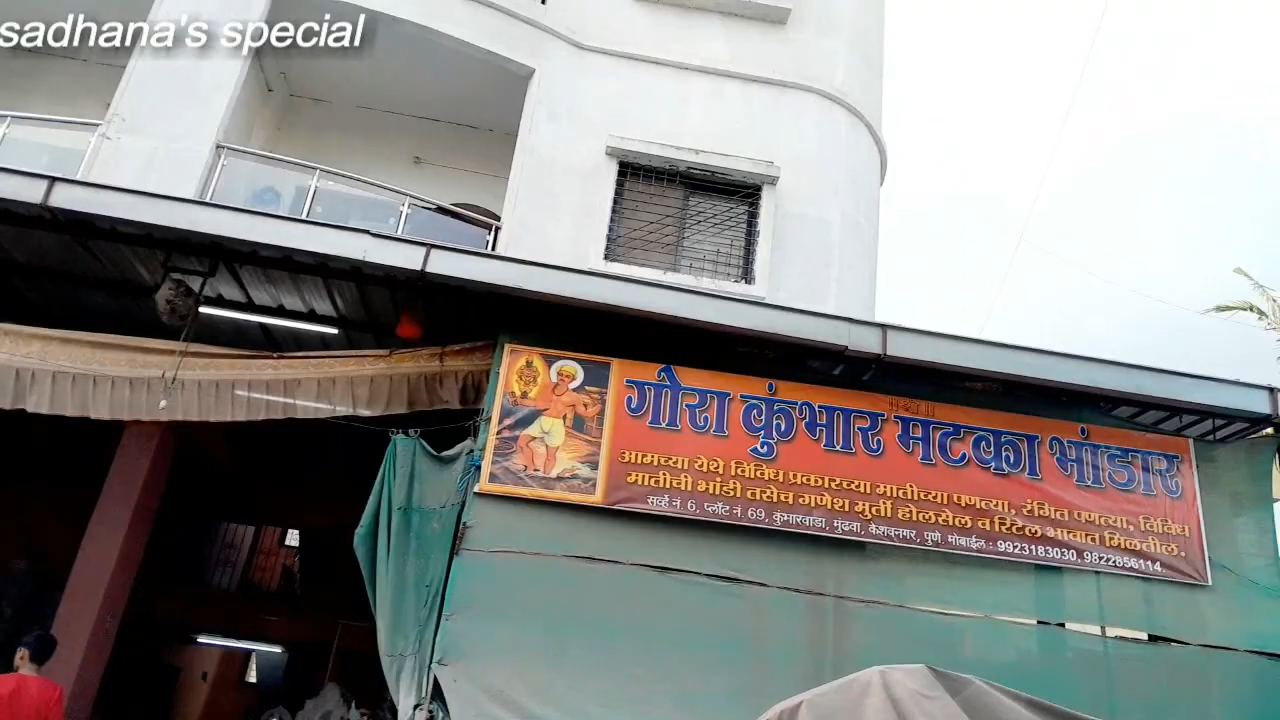 sadhana's special
॥श्री॥
गोरा कुंभार मटका भांडार
आमच्या येथे विविध प्रकारच्या मातीच्या पणत्या, रंगित पणत्या, विविध
मातीची भांडी तसेच गणेश मुर्ती होलसेल व रिटेल भावात मिळतील.
सर्व्हे नं. 6, प्लॉट नं. 69, कुंभारवाडा, मुंढवा, केशवनगर, पुणे. मोबाईल : 9923183030, 9822856114.